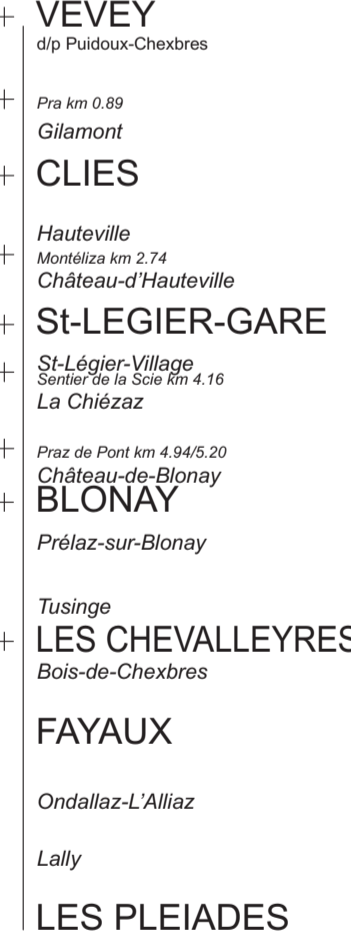 VEVEY
d/p Puidoux-Chexbres
Pra km 0.89
Gilamont
CLIES
Hauteville
Montéliza km 2.74
Château-d'Hauteville
St-LEGIER-GARE
St-Légier-Village
Sentier de la Scie km 4.16
La Chiézaz
Praz de Pont km 4.94/5.20
Château-de-Blonay
BLONAY
Prélaz-sur-Blonay
Tusinge
LES CHEVALLEYRES
Bois-de-Chexbres
FAYAUX
Ondallaz-L'Alliaz
Lally
LES PLEIADES